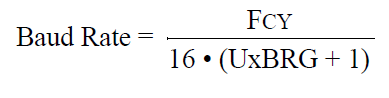 Baud Rate = FCY
16 • (UxBRG + 1)